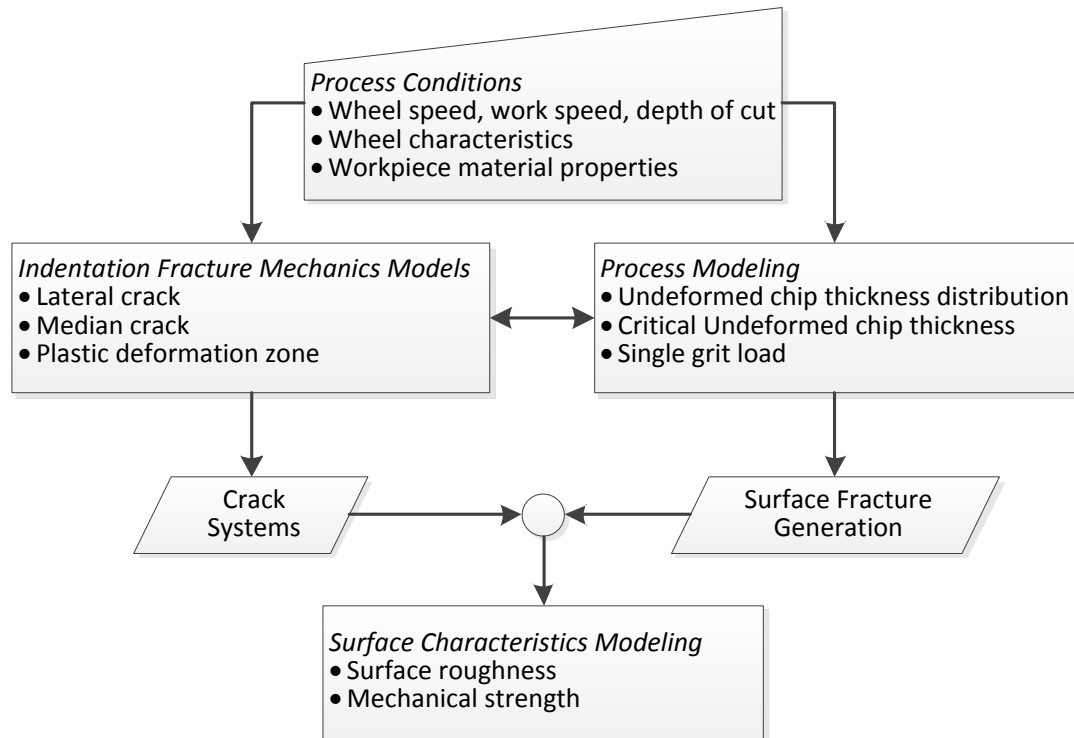 Process Conditions
• Wheel speed, work speed, depth of cut
• Wheel characteristics
• Workpiece material properties
Indentation Fracture Mechanics Models
• Lateral crack
• Median crack
• Plastic deformation zone
Process Modeling
• Undeformed chip thickness distribution
• Critical Undeformed chip thickness
• Single grit load
Crack
Systems
Surface Fracture
Generation
Surface Characteristics Modeling
• Surface roughness
• Mechanical strength